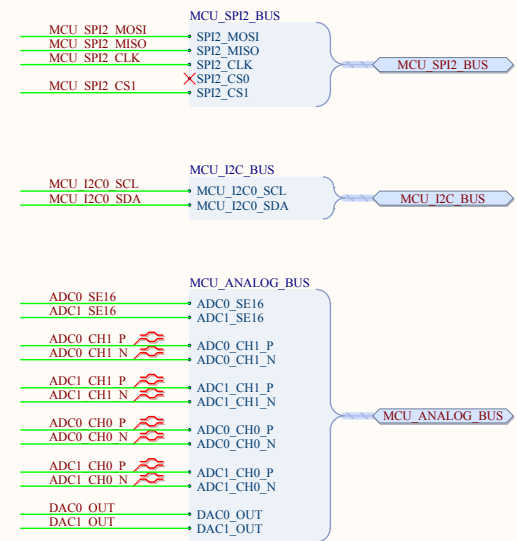 MCU_SPI2_BUS
MCU_SPI2_MOSI SPI2_MOSI
MCU_SPI2_MISO SPI2_MISO
MCU_SPI2_CLK SPI2_CLK MCU_SPI2_BUS
SPI2_CS0
MCU_SPI2_CS1 SPI2_CS1
MCU_I2C_BUS
MCU_I2C0_SCL MCU_I2C0_SCL MCU_I2C_BUS
MCU_I2C0_SDA MCU_I2C0_SDA
MCU_ANALOG_BUS
ADC0_SE16 ADC0_SE16
ADC1_SE16 ADC1_SE16
ADC0_CH1_P ADC0_CH1_P
ADC0_CH1_N ADC0_CH1_N
ADC1_CH1_P ADC1_CH1_P
ADC1_CH1_N ADC1_CH1_N
MCU_ANALOG_BUS
ADC0_CH0_P ADC0_CH0_P
ADC0_CH0_N ADC0_CH0_N
ADC1_CH0_P ADC1_CH0_P
ADC1_CH0_N ADC1_CH0_N
DAC0_OUT DAC0_OUT
DAC1_OUT DAC1_OUT